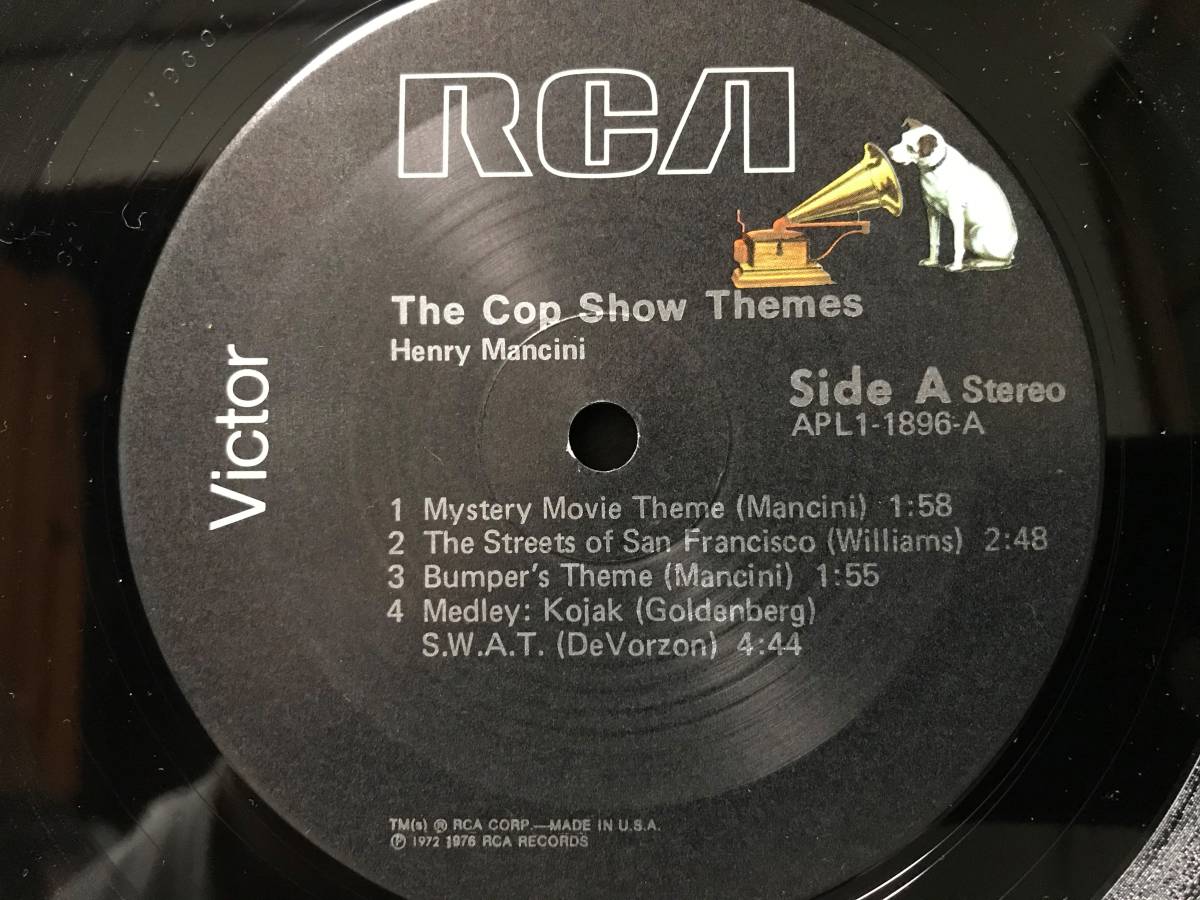 RCA
The Cop Show Themes
Henry Mancini
Victor
Side A Stereo
APL1-1896-A
1 Mystery Movie Theme (Mancini) 1:58
2 The Streets of San Francisco (Williams) 2:48
3 Bumper's Theme (Mancini) 1:55
4 Medley: Kojak (Goldenberg)
S.W.A.T. (DeVorzon) 4:44
TM(s) ® RCA CORP.—MADE IN U.S.A.
℗ 1972 1976 RCA RECORDS